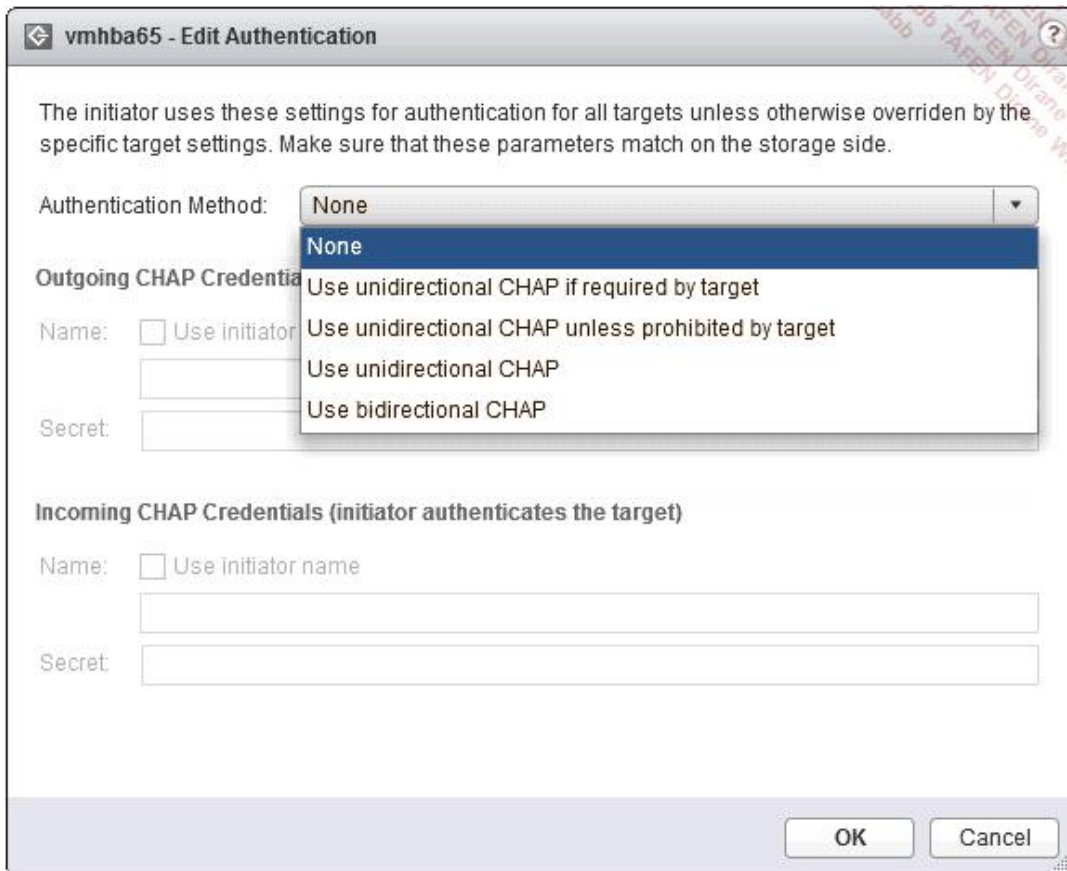 vmhba65 - Edit Authentication
?
The initiator uses these settings for authentication for all targets unless otherwise overriden by the
specific target settings. Make sure that these parameters match on the storage side.
Authentication Method: None
None
Use unidirectional CHAP if required by target
Use unidirectional CHAP unless prohibited by target
Use unidirectional CHAP
Use bidirectional CHAP
Outgoing CHAP
Name: Use initiator
Secret:
Incoming CHAP Credentials (initiator authenticates the target)
Name: Use initiator name
Secret:
OK Cancel
TAFEN Dirane